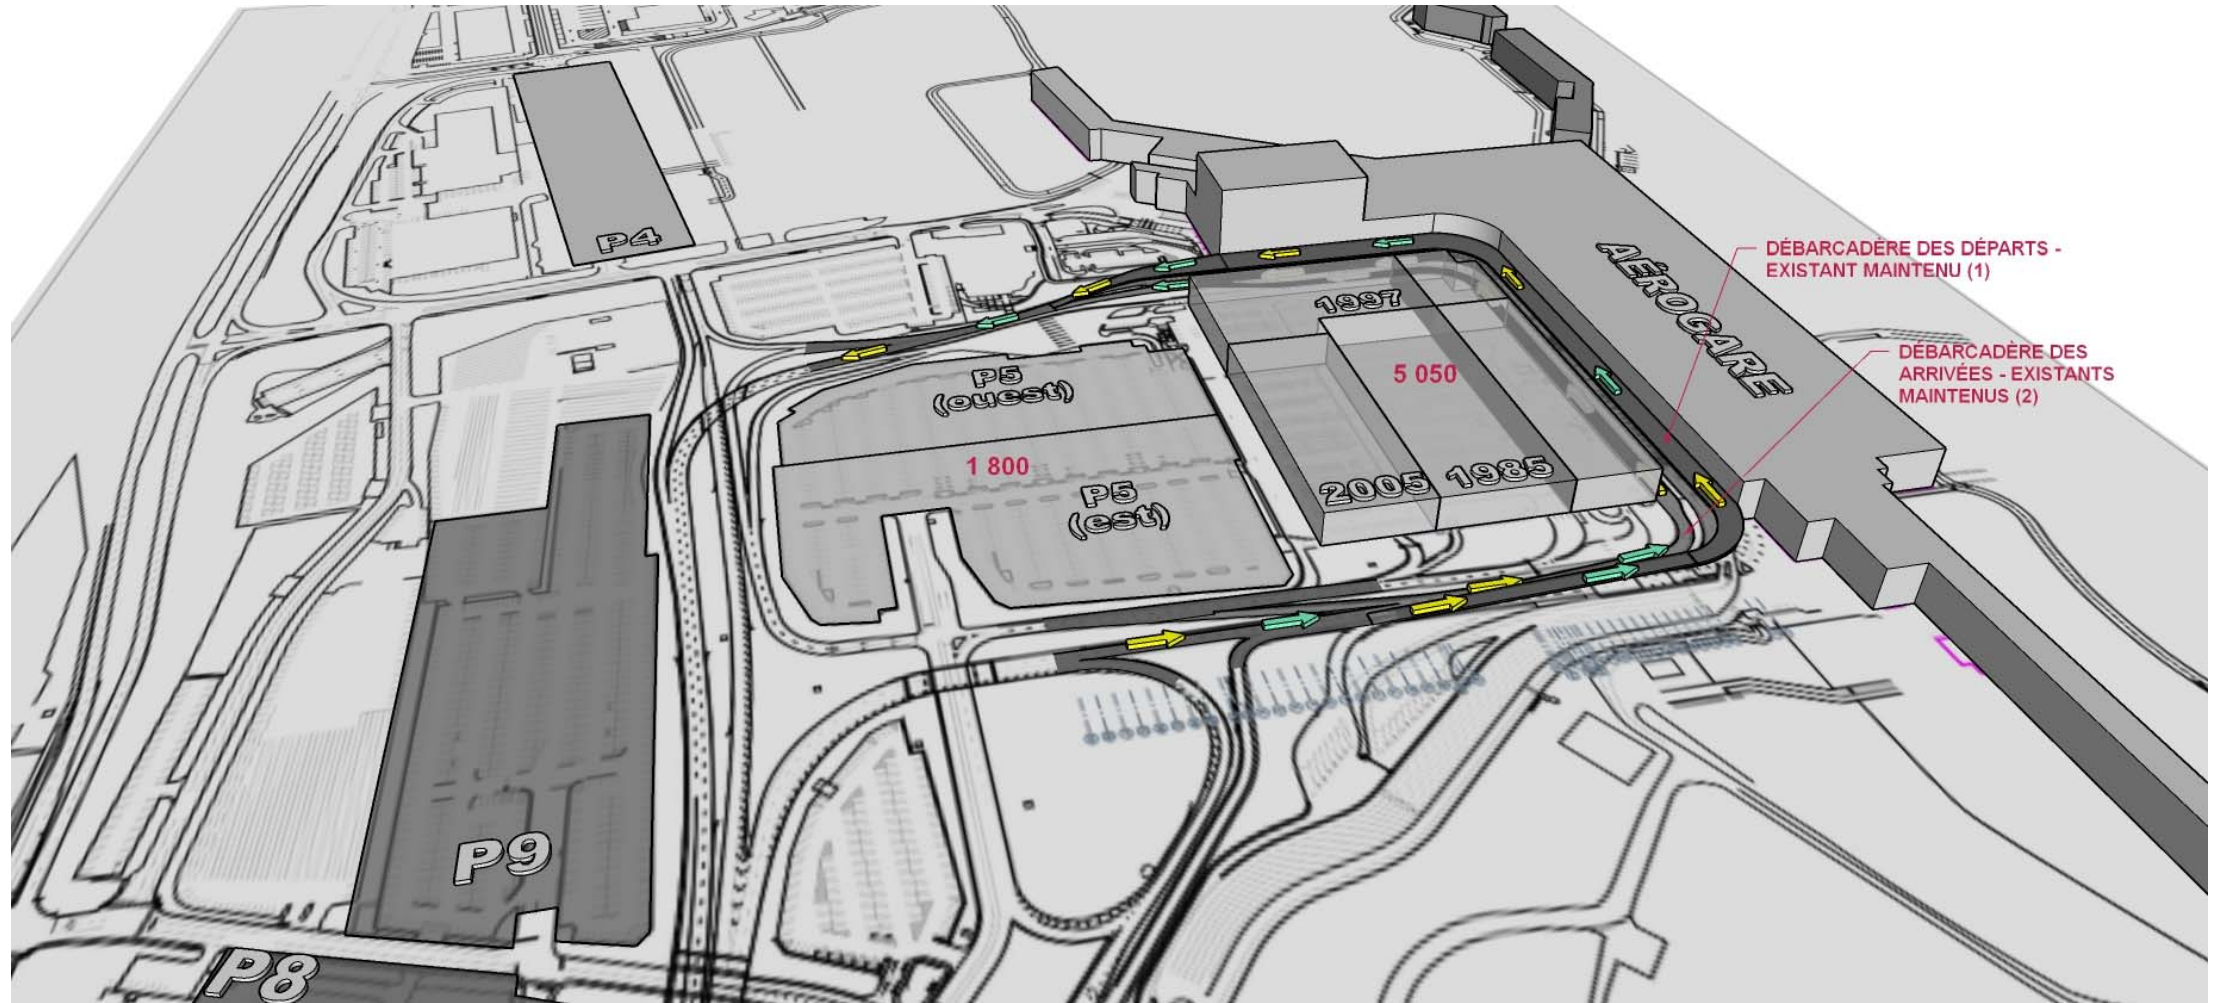 P4
AÉROGARE
DÉBARCADÈRE DES DÉPARTS -
EXISTANT MAINTENU (1)
1997
DÉBARCADÈRE DES
ARRIVÉES - EXISTANTS
MAINTENUS (2)
P5
(ouest)
5 050
1 800
2005
1985
P5
(est)
P9
P8